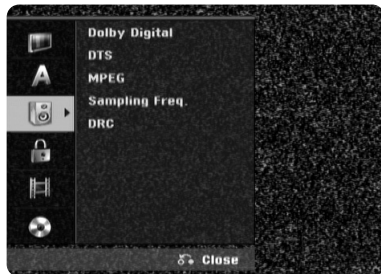 Dolby Digital
DTS
MPEG
Sampling Freq.
DRC
A
Close